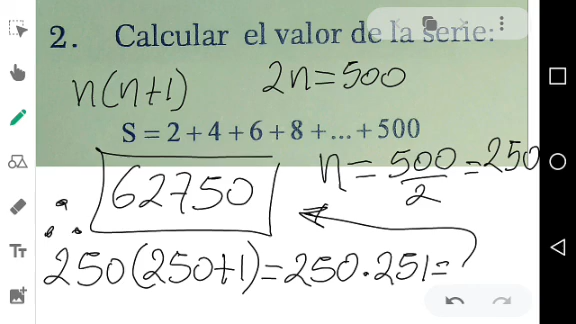 2. Calcular el valor de la serie:
n(n+1) 2n=500
S = 2 + 4 + 6 + 8 + ... + 500
n = 500/2 = 250
∴ 62750
250(250+1)=250·251=
Tт